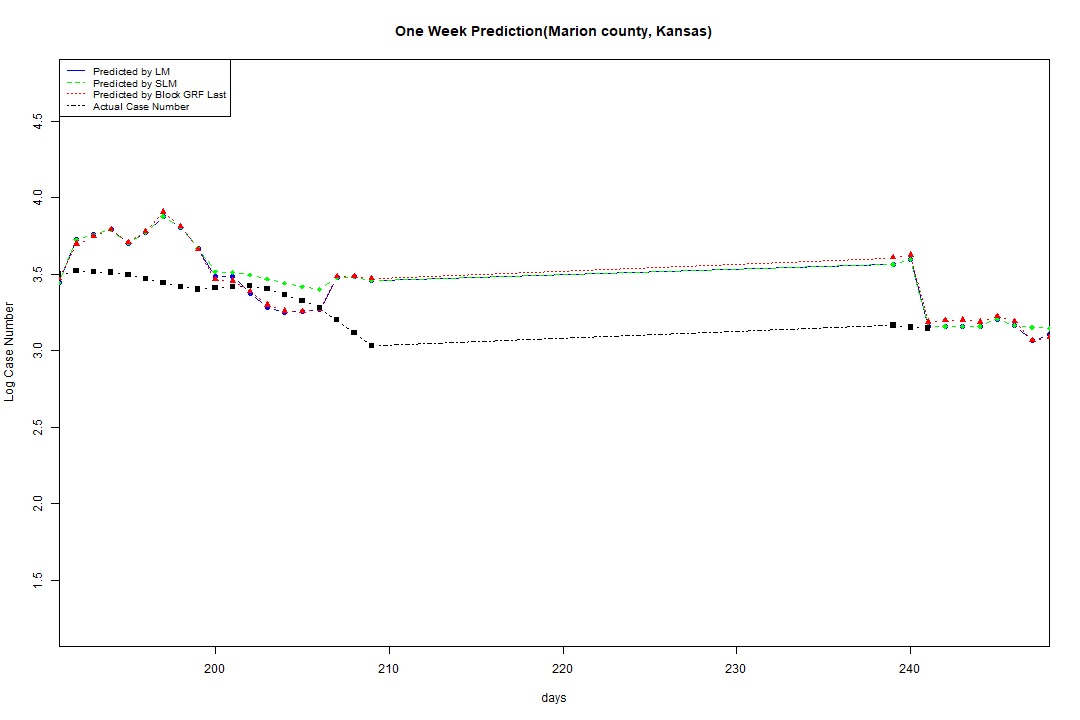 One Week Prediction(Marion county, Kansas)
Predicted by LM
Predicted by SLM
Predicted by Block GRF Last
Actual Case Number
4.5
4.0
3.5
3.0
2.5
2.0
1.5
Log Case Number
200
210
220
230
240
days